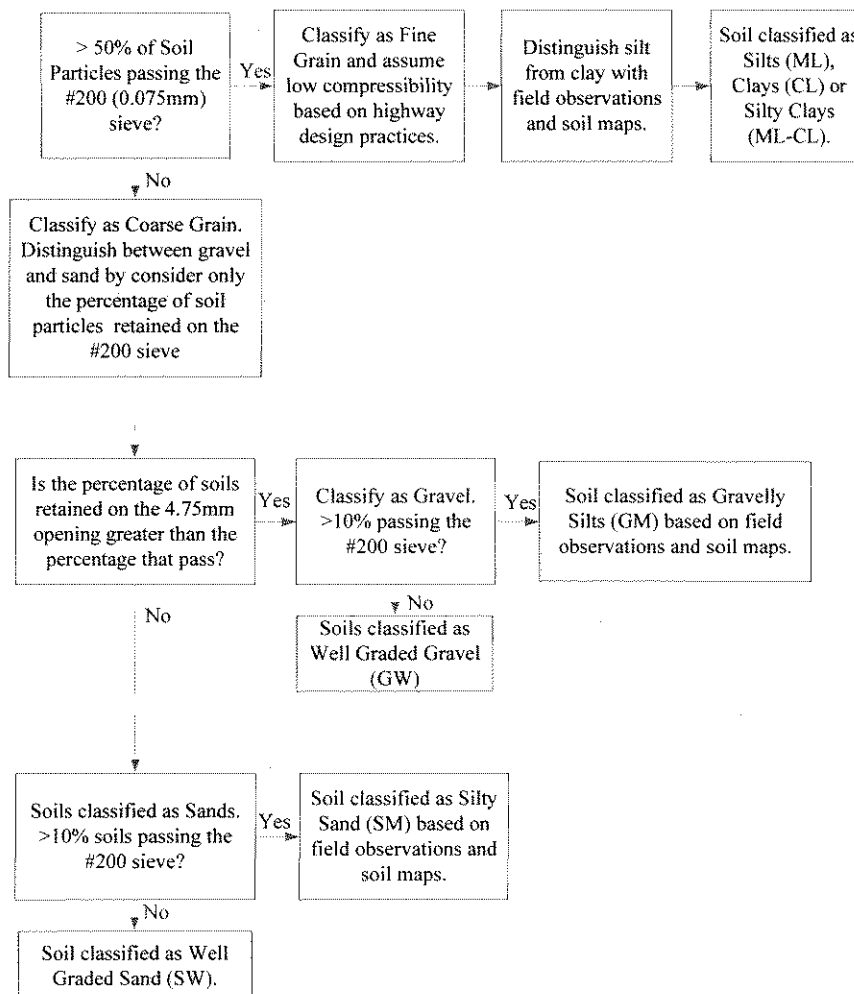 > 50% of Soil
Particles passing the
#200 (0.075mm)
sieve?
Yes
Classify as Fine
Grain and assume
low compressibility
based on highway
design practices.
Distinguish silt
from clay with
field observations
and soil maps.
Soil classified as
Silts (ML),
Clays (CL) or
Silty Clays
(ML-CL).
No
Classify as Coarse Grain.
Distinguish between gravel
and sand by consider only
the percentage of soil
particles retained on the
#200 sieve
Is the percentage of soils
retained on the 4.75mm
opening greater than the
percentage that pass?
Yes
Classify as Gravel.
>10% passing the
#200 sieve?
Yes
Soil classified as Gravelly
Silts (GM) based on field
observations and soil maps.
No
No
Soils classified as
Well Graded Gravel
(GW)
Soils classified as Sands.
>10% soils passing the
#200 sieve?
Yes
Soil classified as Silty
Sand (SM) based on
field observations and
soil maps.
No
Soil classified as Well
Graded Sand (SW).